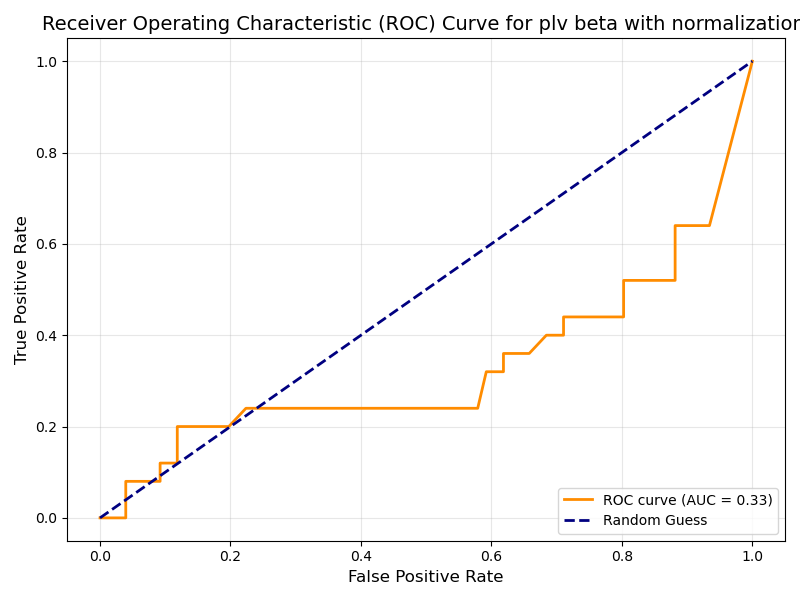 Receiver Operating Characteristic (ROC) Curve for plv beta with normalization
True Positive Rate
1.0
0.8
0.6
0.4
0.2
0.0
0.0 0.2 0.4 0.6 0.8 1.0
False Positive Rate
ROC curve (AUC = 0.33)
Random Guess